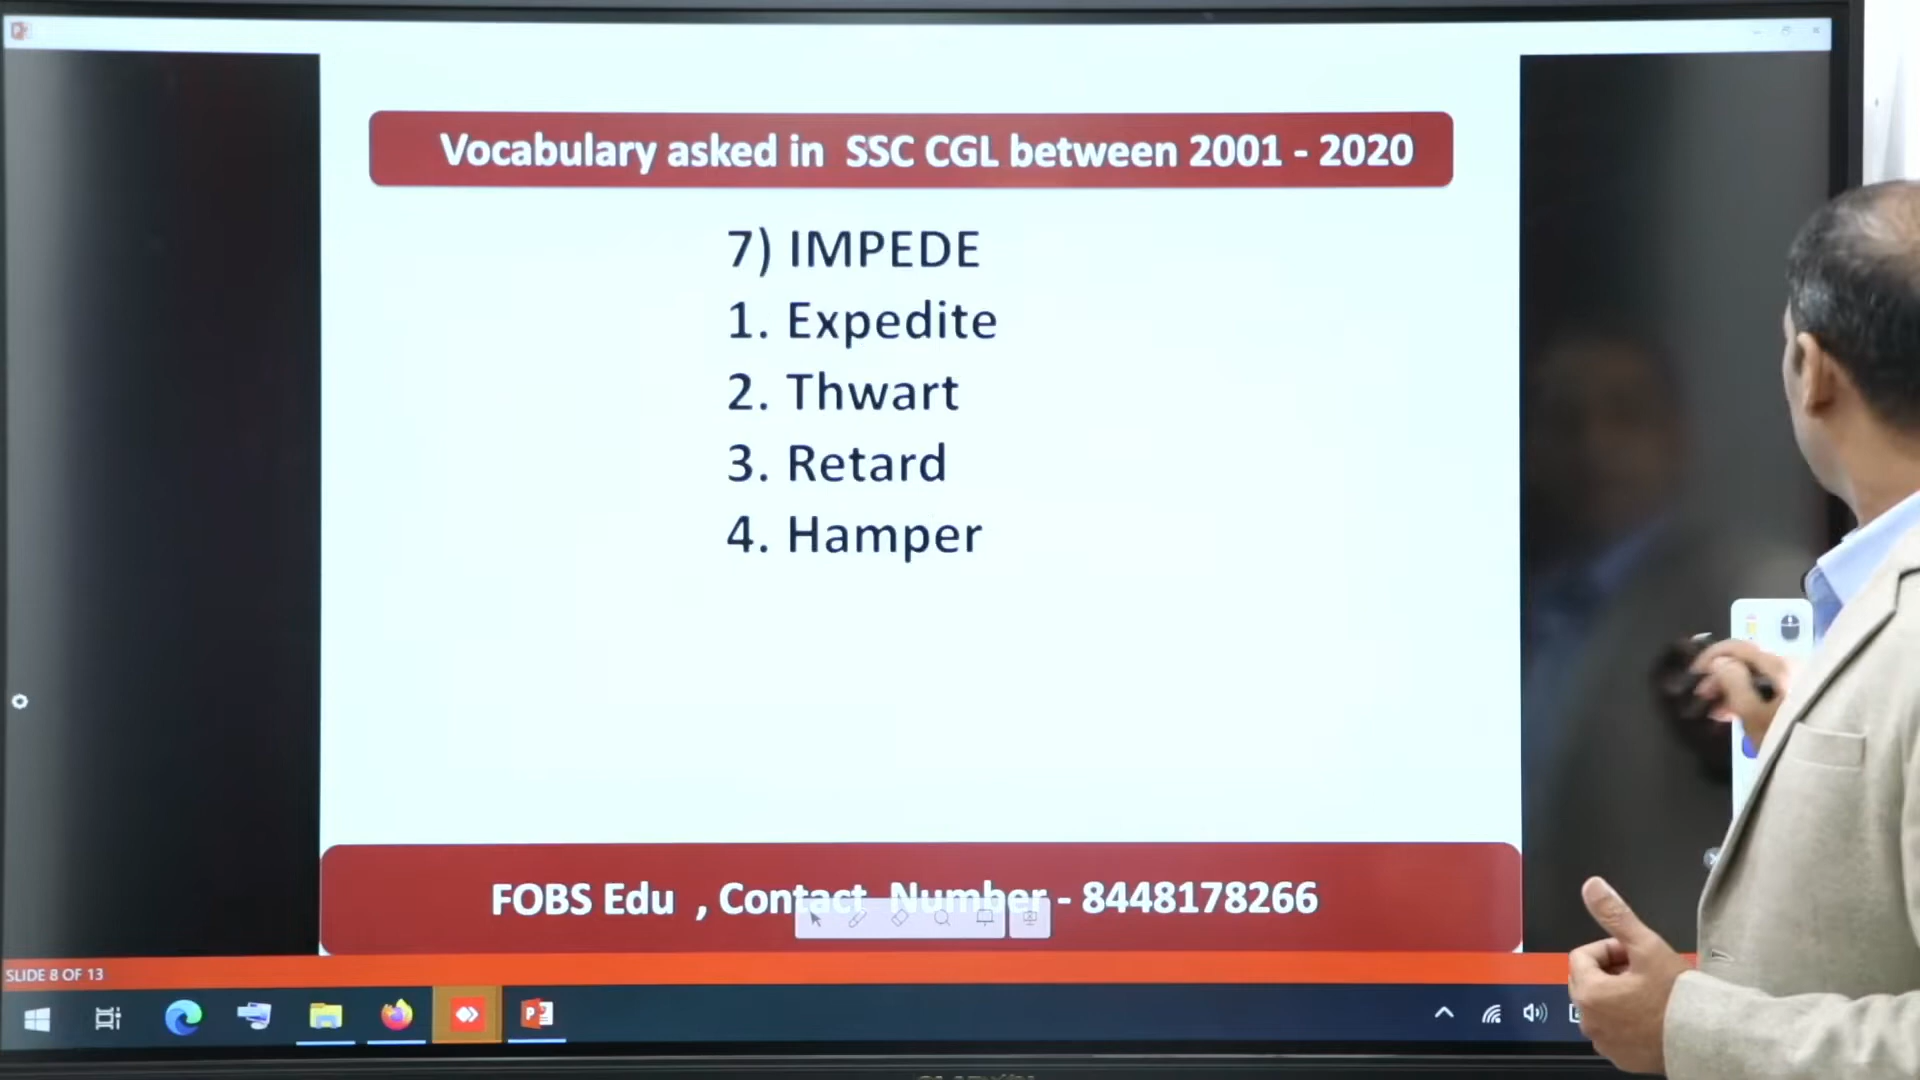 Vocabulary asked in SSC CGL between 2001 - 2020
7) IMPEDE
1. Expedite
2. Thwart
3. Retard
4. Hamper
FOBS Edu , Contact Number - 8448178266
SLIDE 8 OF 13